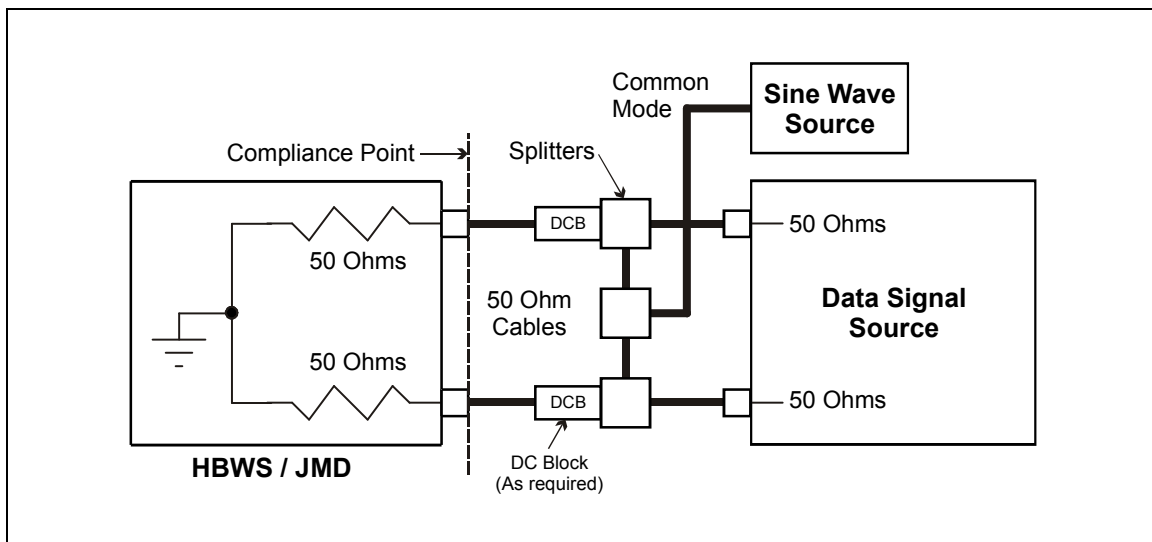 Common
Mode
Sine Wave
Source
Compliance Point
Splitters
DCB
50 Ohms
50 Ohms
50 Ohm
Cables
Data Signal
Source
50 Ohms
DCB
50 Ohms
HBWS / JMD
DC Block
(As required)